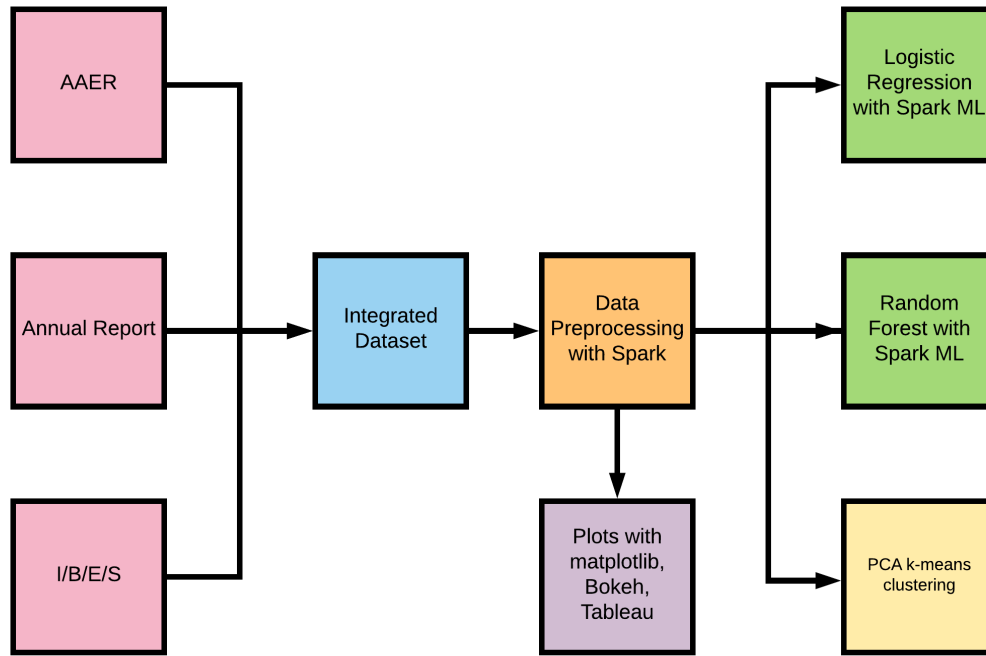 AAER
Annual Report
I/B/E/S
Integrated
Dataset
Data
Preprocessing
with Spark
Plots with
matplotlib,
Bokeh,
Tableau
Logistic
Regression
with Spark ML
Random
Forest with
Spark ML
PCA k-means
clustering